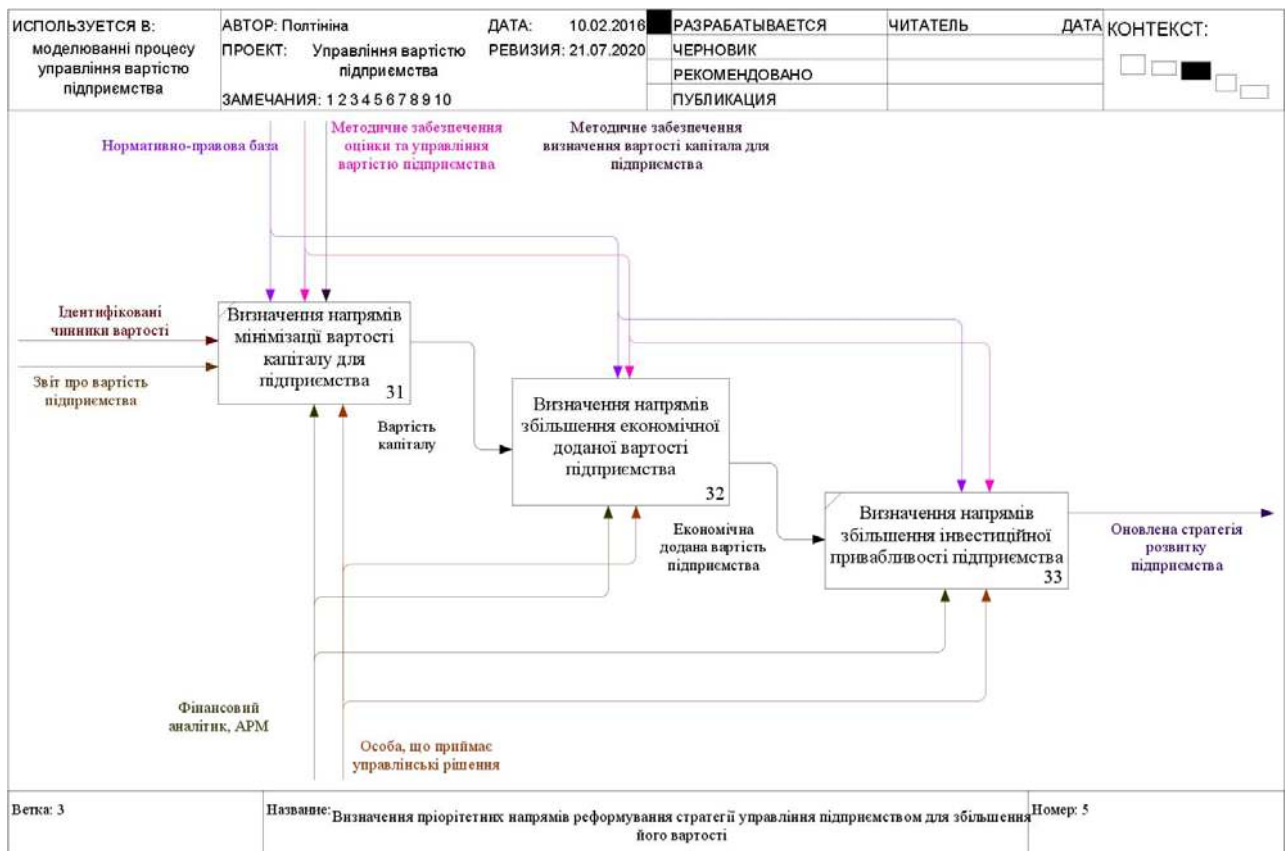 ИСПОЛЬЗУЕТСЯ В:
моделюванні процесу
управління вартістю
підприємства
АВТОР: Полтініна
ДАТА: 10.02.2016
ПРОЕКТ: Управління вартістю
підприємства
РЕВИЗИЯ: 21.07.2020
ЗАМЕЧАНИЯ: 1 2 3 4 5 6 7 8 9 10
РАЗРАБАТЫВАЕТСЯ
ЧЕРНОВИК
РЕКОМЕНДОВАНО
ПУБЛИКАЦИЯ
ЧИТАТЕЛЬ
ДАТА
КОНТЕКСТ:
Нормативно-правова база
Методичне забезпечення
оцінки та управління
вартістю підприємства
Методичне забезпечення
визначення вартості капітала для
підприємства
Ідентифіковані
чинники вартості
Звіт про вартість
підприємства
Визначення напрямів
мінімізації вартості
капіталу для
підприємства
31
Вартість
капіталу
Визначення напрямів
збільшення економічної
доданої вартості
підприємства
32
Економічна
додана вартість
підприємства
Визначення напрямів
збільшення інвестиційної
привабливості підприємства
33
Оновлена стратегія
розвитку
підприємства
Фінансовий
аналітик, АРМ
Особа, що приймає
управлінські рішення
Ветка: 3
Название: Визначення пріорітетних напрямів реформування стратегії управління підприємством для збільшення
його вартості
Номер: 5